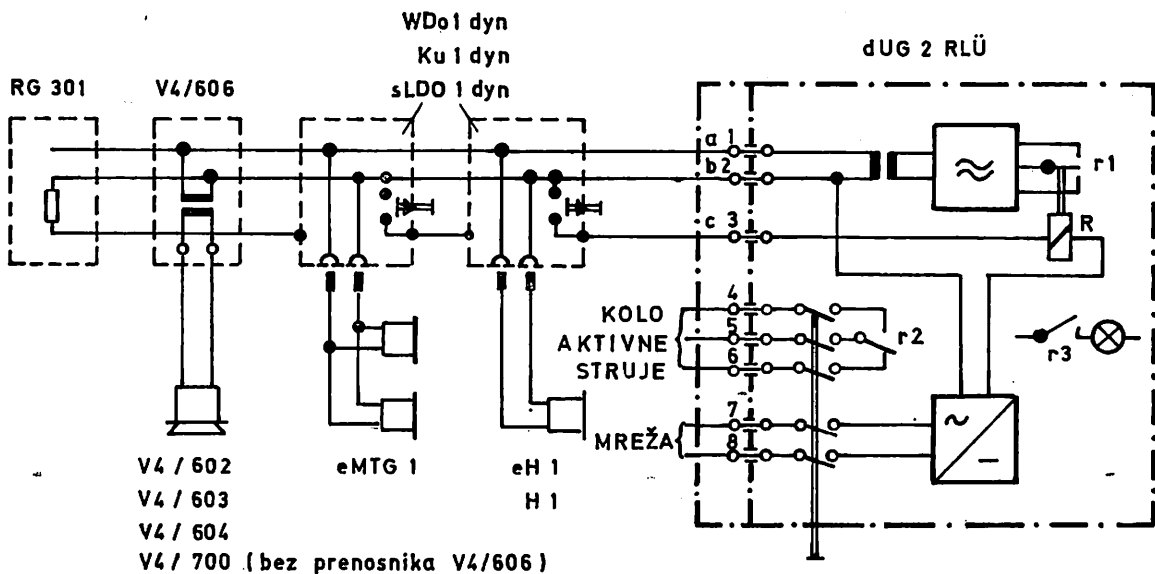 WDo 1 dyn
Ku 1 dyn
sLDO 1 dyn
dUG 2 RLÜ
RG 301
V4/606
a 1
b 2
c 3
r1
R
4
5
6
KOLO
AKTIVNE
STRUJE
r2
r3
7
8
MREŽA
V4 / 602
V4 / 603
V4 / 604
V4 / 700 (bez prenosnika V4/606)
eMTG 1
eH 1
H 1